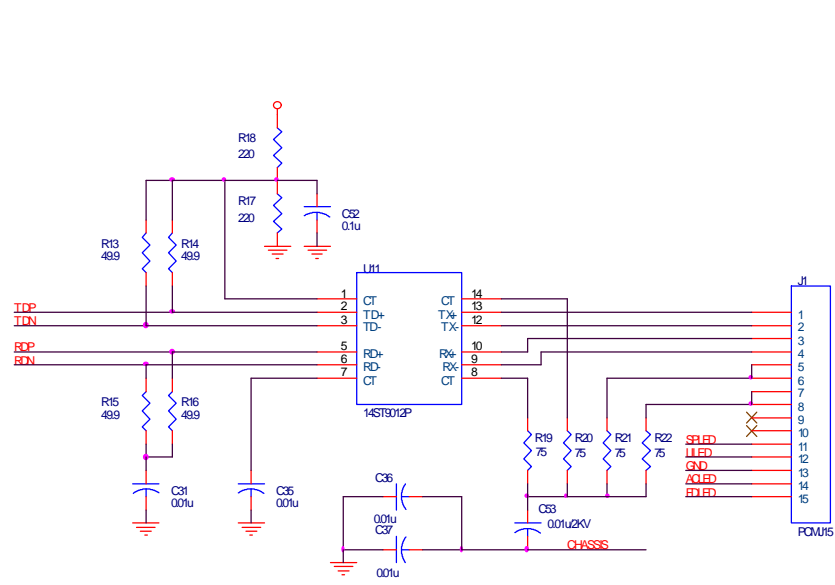 R18
220
R17
220
C52
0.1u
R13
49.9
R14
49.9
U11
J1
1 CT CT 14
TDP 2 TD+ TX+ 13 1
TDN 3 TD- TX- 12 2
3
RDP 5 RD+ RX+ 10 4
RDN 6 RD- RX- 9 5
7 CT CT 8 6
7
14ST9012P
8
9
10
R15
49.9
R16
49.9
R19
75
R20
75
R21
75
R22
75
SPLED 11
LILED 12
GND 13
ACLED 14
FDLED 15
C31
0.01u
C35
0.01u
C36
0.01u
C37
0.01u
C53
0.01u/2KV
CHASSIS
PCMJ15